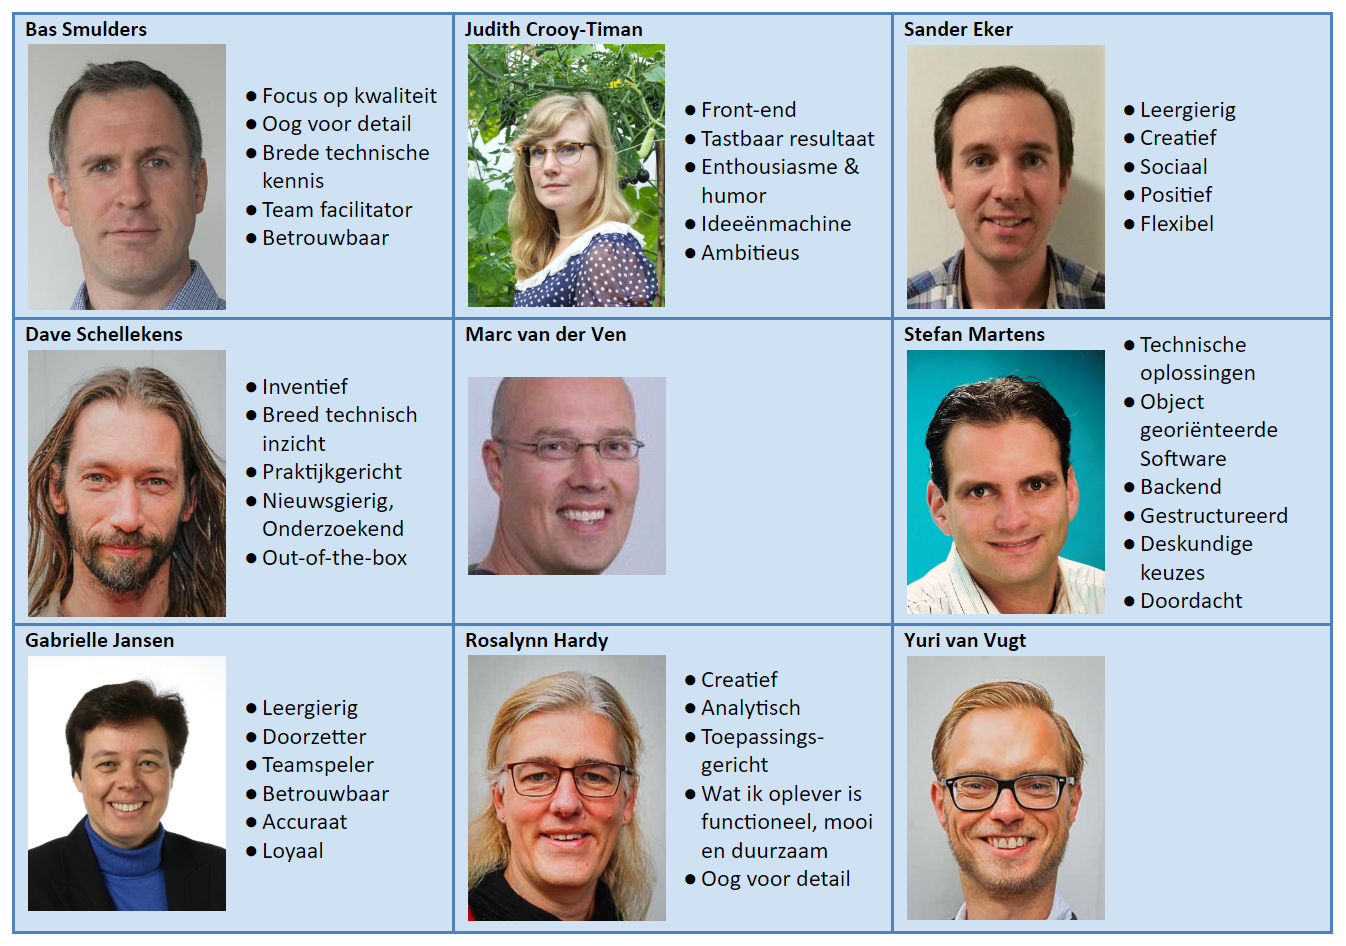 Bas Smulders
● Focus op kwaliteit
● Oog voor detail
● Brede technische
kennis
● Team facilitator
● Betrouwbaar
Judith Crooy-Timan
● Front-end
● Tastbaar resultaat
● Enthousiasme &
humor
● Ideeënmachine
● Ambitieus
Sander Eker
● Leergierig
● Creatief
● Sociaal
● Positief
● Flexibel
Dave Schellekens
● Inventief
● Breed technisch
inzicht
● Praktijkgericht
● Nieuwsgierig,
Onderzoekend
● Out-of-the-box
Marc van der Ven
Stefan Martens
● Technische
oplossingen
● Object
georiënteerde
Software
● Backend
● Gestructureerd
● Deskundige
keuzes
● Doordacht
Gabrielle Jansen
● Leergierig
● Doorzetter
● Teamspeler
● Betrouwbaar
● Accuraat
● Loyaal
Rosalynn Hardy
● Creatief
● Analytisch
● Toepassings-
gericht
● Wat ik oplever is
functioneel, mooi
en duurzaam
● Oog voor detail
Yuri van Vugt